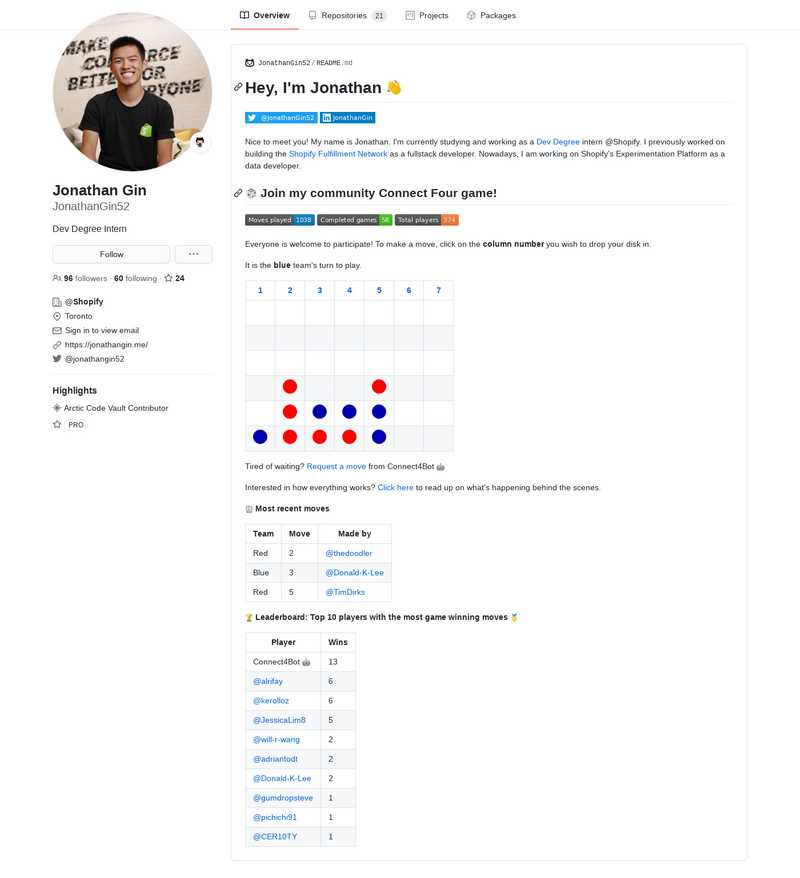 Overview
Repositories 21
Projects
Packages
MAKE
COMMERCE
BETTER FOR
EVERYONE
Jonathan Gin
JonathanGin52
Dev Degree Intern
Follow
96 followers · 60 following · 24
@Shopify
Toronto
Sign in to view email
https://jonathangin.me/
@jonathangin52
Highlights
Arctic Code Vault Contributor
PRO
JonathanGin52 / README.md
Hey, I'm Jonathan 👋
@JonathanGin52 JonathanGin
Nice to meet you! My name is Jonathan. I'm currently studying and working as a Dev Degree intern @Shopify. I previously worked on
building the Shopify Fulfillment Network as a fullstack developer. Nowadays, I am working on Shopify's Experimentation Platform as a
data developer.
🎲 Join my community Connect Four game!
Moves played 1038 Completed games 58 Total players 374
Everyone is welcome to participate! To make a move, click on the column number you wish to drop your disk in.
It is the blue team's turn to play.
1 2 3 4 5 6 7
Tired of waiting? Request a move from Connect4Bot 🤖
Interested in how everything works? Click here to read up on what's happening behind the scenes.
Most recent moves
Team Move Made by
Red 2 @thedoodler
Blue 3 @Donald-K-Lee
Red 5 @TimDirks
🏆 Leaderboard: Top 10 players with the most game winning moves 🏅
Player Wins
Connect4Bot 🤖 13
@alrifay 6
@kerolloz 6
@JessicaLim8 5
@will-r-wang 2
@adriantodt 2
@Donald-K-Lee 2
@gumdropsteve 1
@pichichi91 1
@CER10TY 1